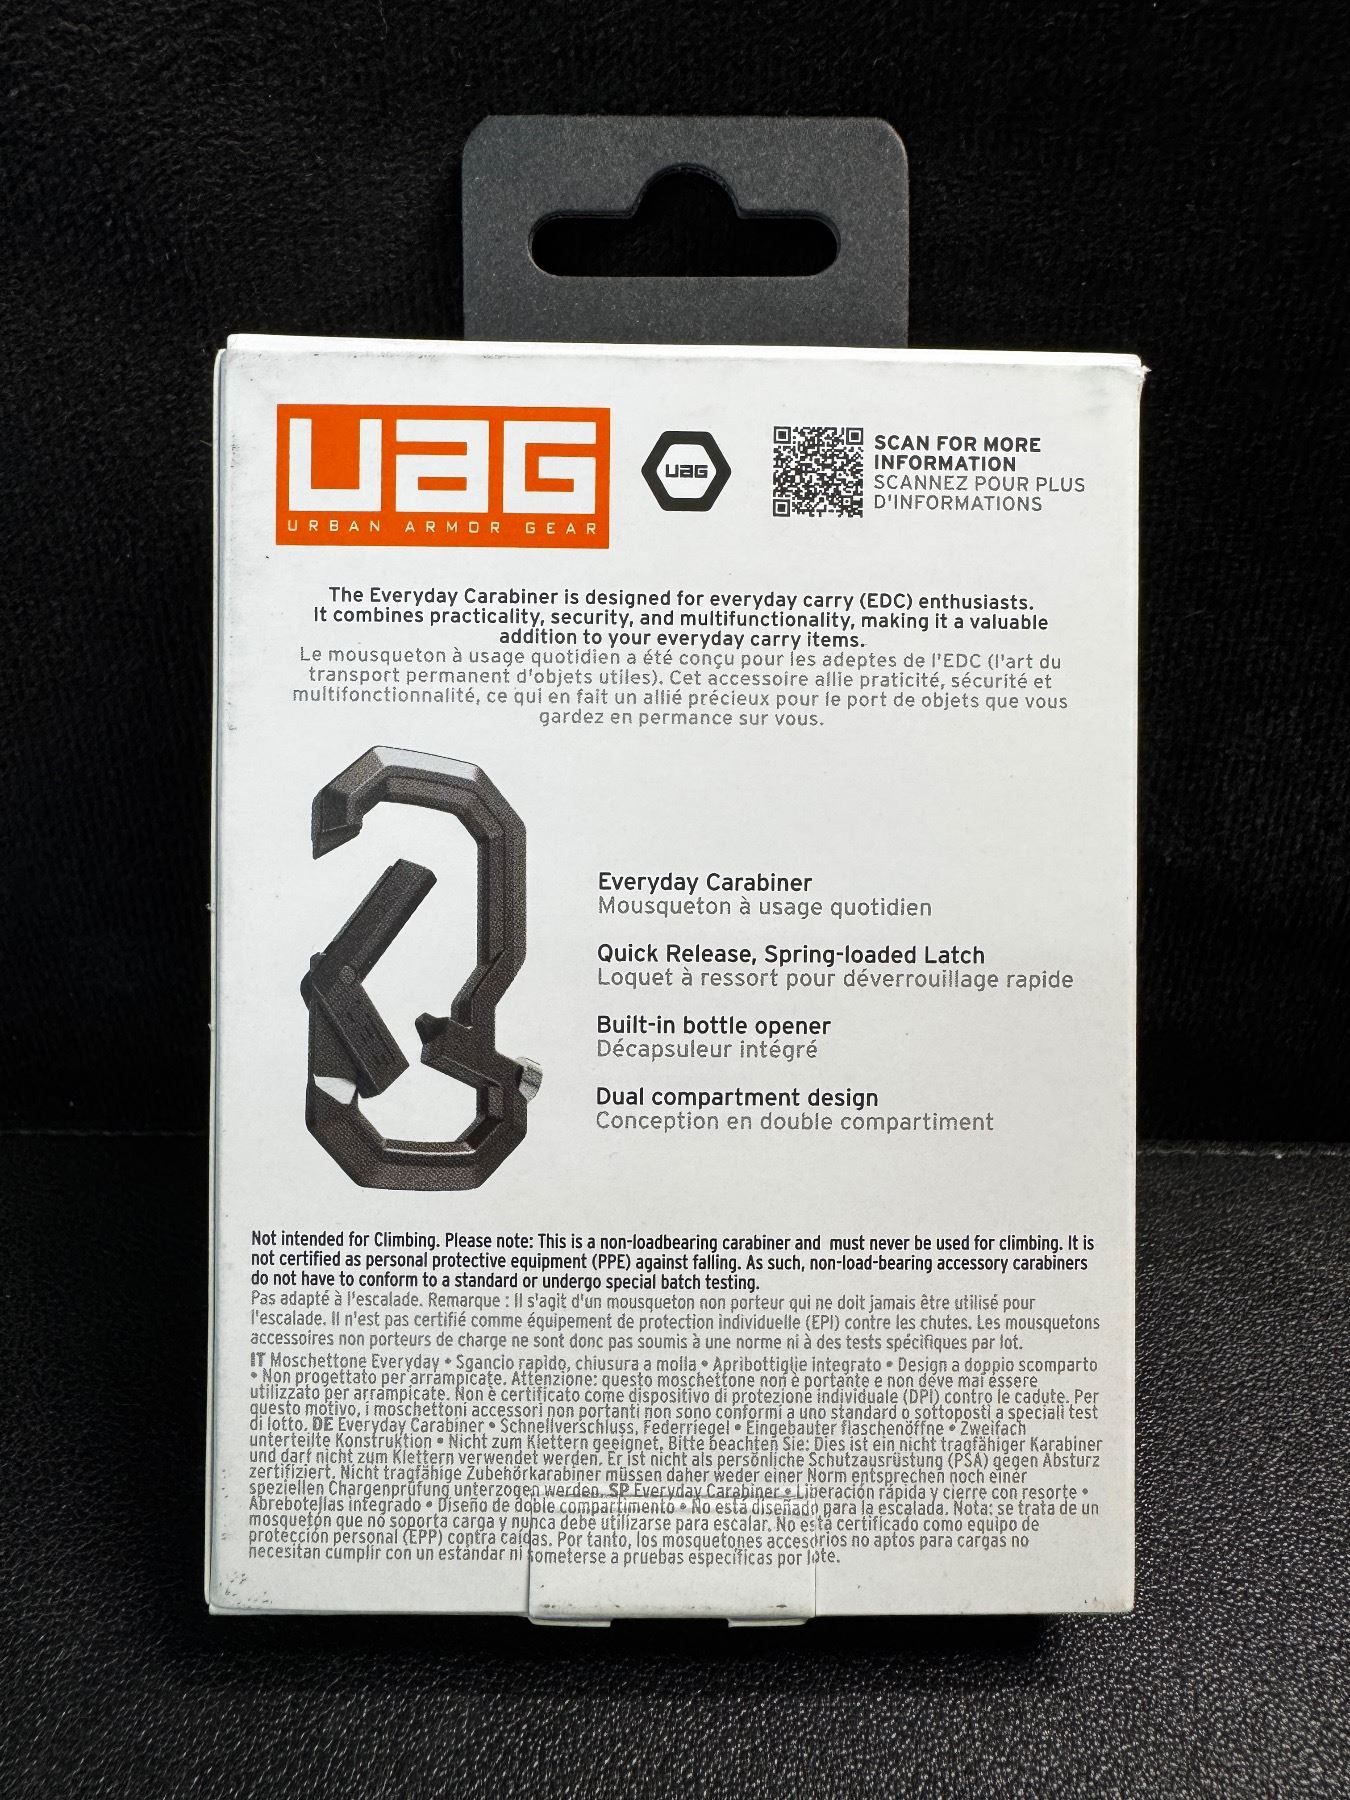 UAG
URBAN ARMOR GEAR
UAG
SCAN FOR MORE
INFORMATION
SCANNEZ POUR PLUS
D'INFORMATIONS
The Everyday Carabiner is designed for everyday carry (EDC) enthusiasts.
It combines practicality, security, and multifunctionality, making it a valuable
addition to your everyday carry items.
Le mousqueton à usage quotidien a été conçu pour les adeptes de l'EDC (l'art du
transport permanent d'objets utiles). Cet accessoire allie praticité, sécurité et
multifonctionnalité, ce qui en fait un allié précieux pour le port de objets que vous
gardez en permance sur vous.
Everyday Carabiner
Mousqueton à usage quotidien
Quick Release, Spring-loaded Latch
Loquet à ressort pour déverrouillage rapide
Built-in bottle opener
Décapsuleur intégré
Dual compartment design
Conception en double compartiment
Not intended for Climbing. Please note: This is a non-loadbearing carabiner and must never be used for climbing. It is
not certified as personal protective equipment (PPE) against falling. As such, non-load-bearing accessory carabiners
do not have to conform to a standard or undergo special batch testing.
Pas adapté à l'escalade. Remarque : Il s'agit d'un mousqueton non porteur qui ne doit jamais être utilisé pour
l'escalade. Il n'est pas certifié comme équipement de protection individuelle (EPI) contre les chutes. Les mousquetons
accessoires non porteurs de charge ne sont donc pas soumis à une norme ni à des tests spécifiques par lot.
IT Moschettone Everyday • Sgancio rapido, chiusura a molla • Apribottiglie integrato • Design a doppio scomparto
• Non progettato per arrampicate. Attenzione: questo moschettone non è portante e non deve mai essere
utilizzato per arrampicate. Non è certificato come dispositivo di protezione individuale (DPI) contro le cadute. Per
questo motivo, i moschettoni accessori non portanti non sono conformi a uno standard o sottoposti a speciali test
di lotto. DE Everyday Carabiner • Schnellverschluss, Federriegel • Eingebauter flaschenöffne • Zweifach
unterteilte Konstruktion • Nicht zum Klettern geeignet, Bitte beachten Sie: Dies ist ein nicht tragfähiger Karabiner
und darf nicht zum Klettern verwendet werden. Er ist nicht als persönliche Schutzausrüstung (PSA) gegen Absturz
zertifiziert. Nicht tragfähige Zubehörkarabiner müssen daher weder einer Norm entsprechen noch einer
speziellen Chargenprüfung unterzogen werden. SP Everyday Carabiner • Liberación rápida y cierre con resorte •
Abrebotellas integrado • Diseño de doble compartimento • No está diseñado para la escalada. Nota: se trata de un
mosquetón que no soporta carga y nunca debe utilizarse para escalar. No está certificado como equipo de
protección personal (EPP) contra caídas. Por tanto, los mosquetones accesorios no aptos para cargas no
necesitan cumplir con un estándar ni someterse a pruebas específicas por lote.